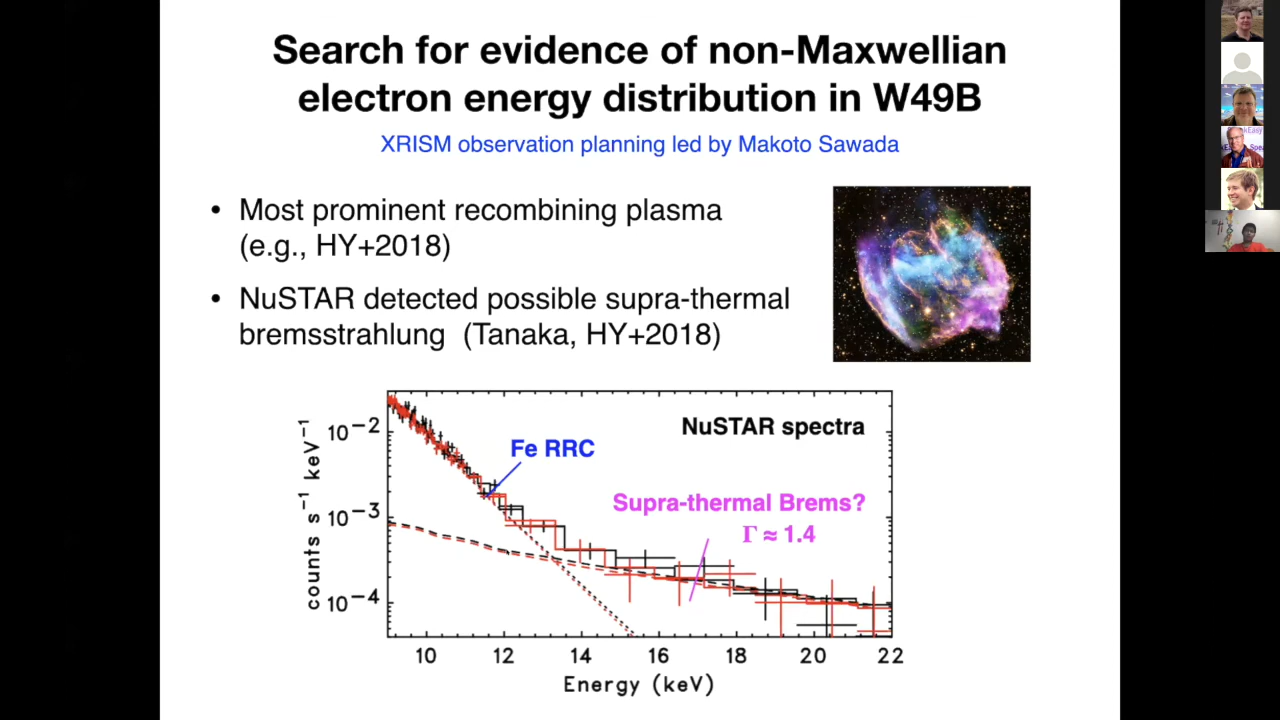 Search for evidence of non-Maxwellian
electron energy distribution in W49B
XRISM observation planning led by Makoto Sawada
• Most prominent recombining plasma
(e.g., HY+2018)
• NuSTAR detected possible supra-thermal
bremsstrahlung (Tanaka, HY+2018)
NuSTAR spectra
Fe RRC
Supra-thermal Brems?
Γ ≈ 1.4
counts s⁻¹ keV⁻¹
10⁻²
10⁻³
10⁻⁴
10 12 14 16 18 20 22
Energy (keV)